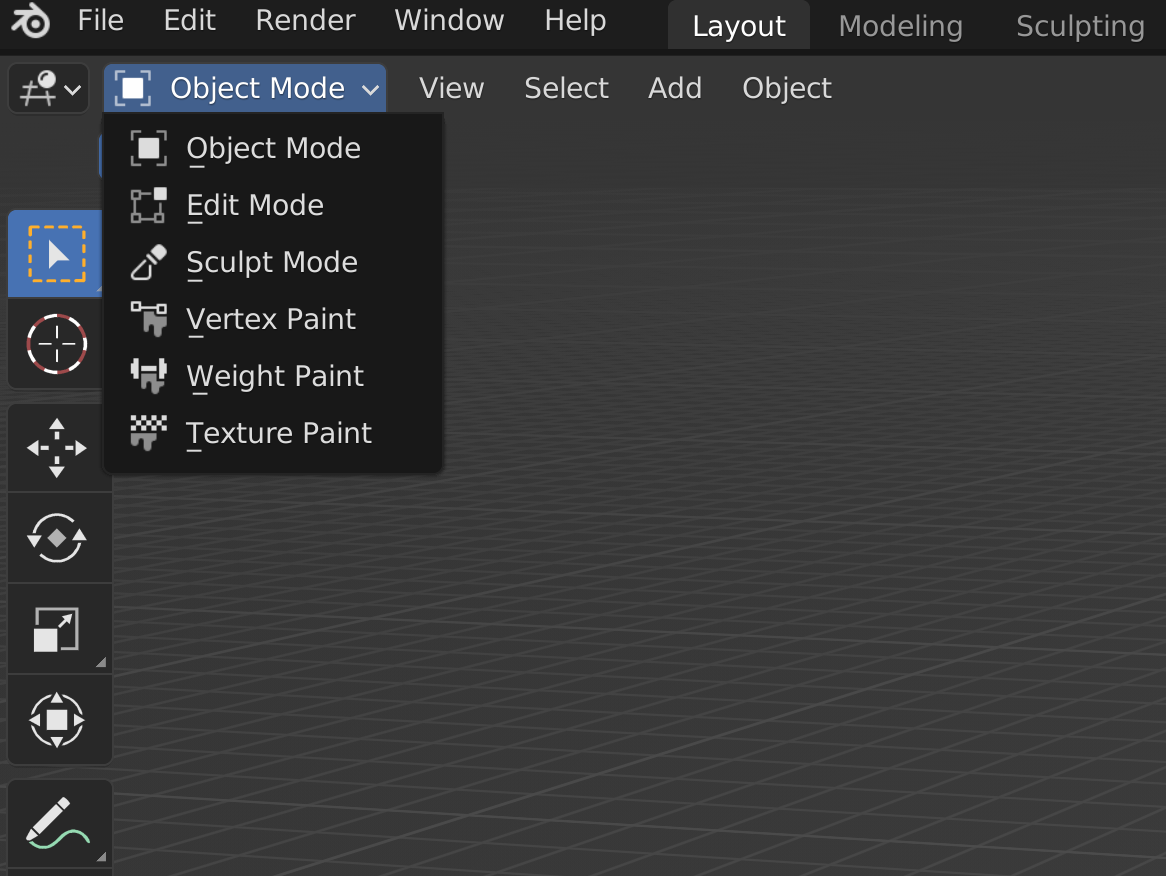 File Edit Render Window Help Layout Modeling Sculpting
Object Mode View Select Add Object
Object Mode
Edit Mode
Sculpt Mode
Vertex Paint
Weight Paint
Texture Paint